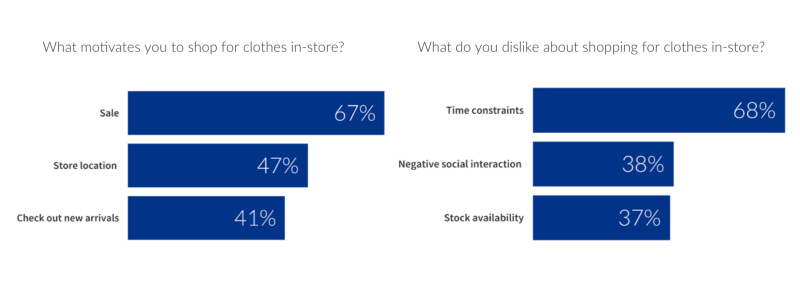 What motivates you to shop for clothes in-store?
Sale 67%
Store location 47%
Check out new arrivals 41%
What do you dislike about shopping for clothes in-store?
Time constraints 68%
Negative social interaction 38%
Stock availability 37%